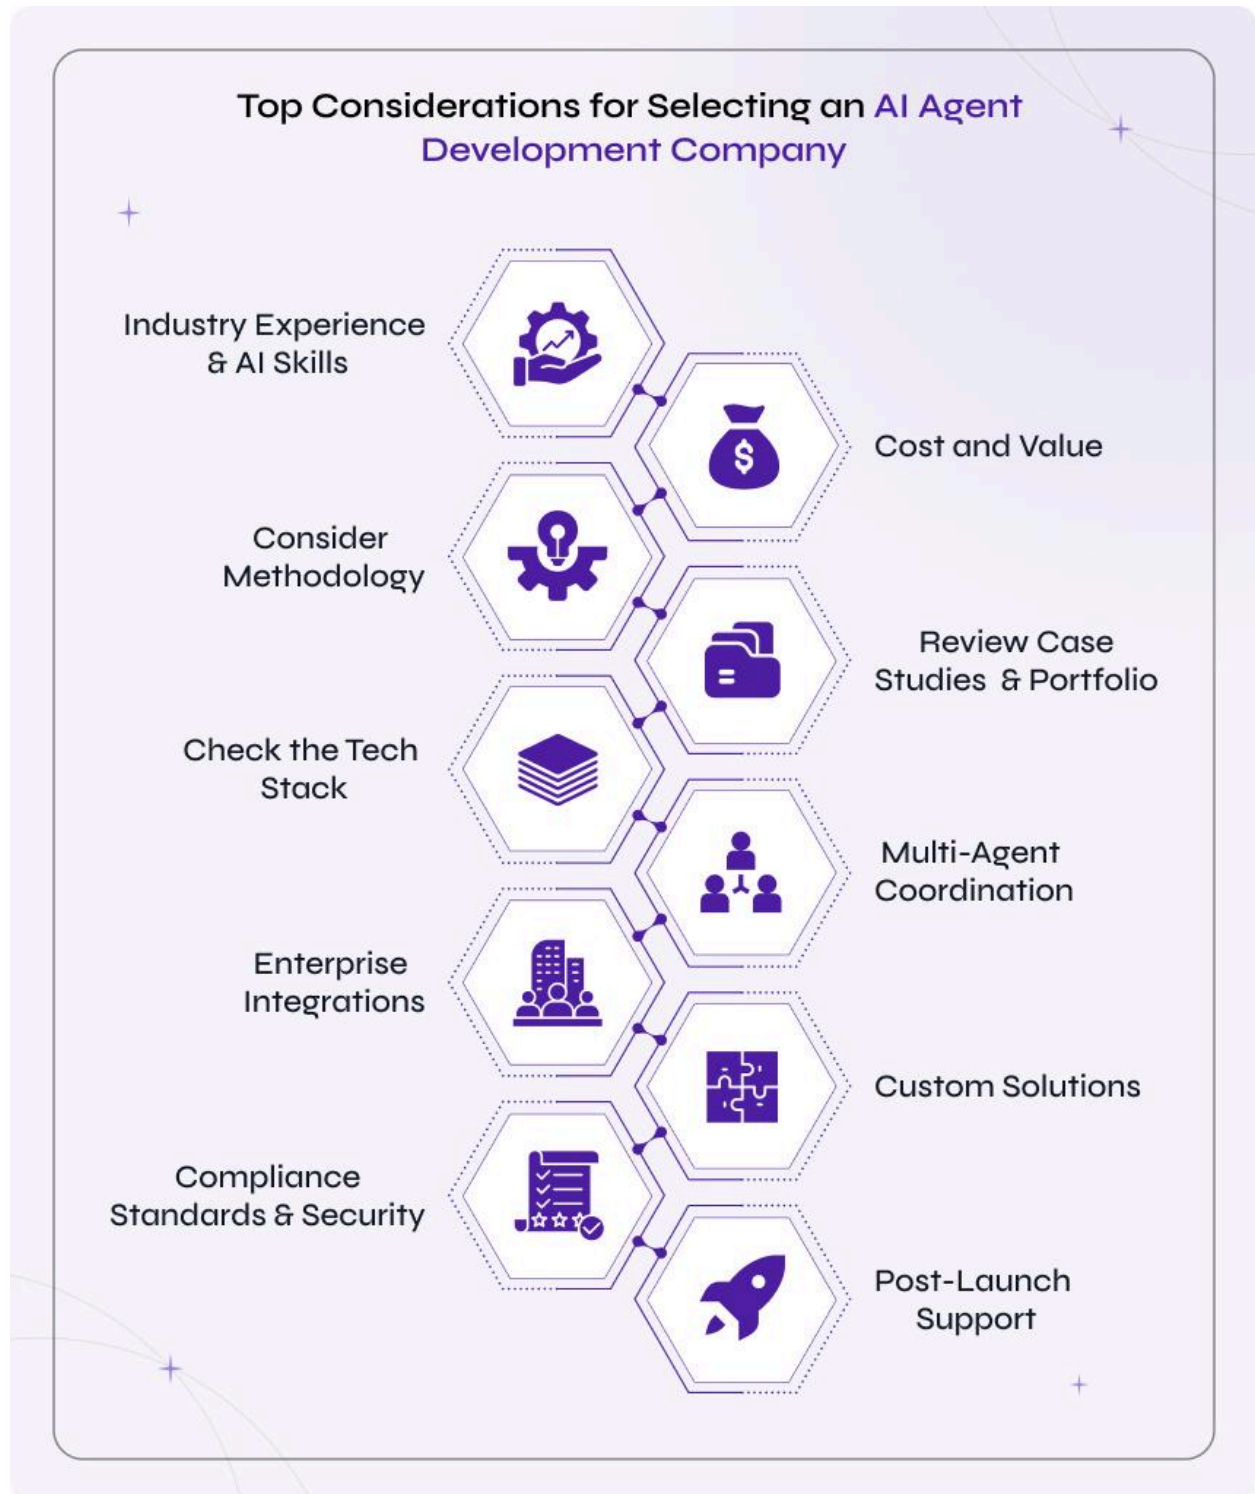 Top Considerations for Selecting an AI Agent
Development Company
Industry Experience
& AI Skills
$
Cost and Value
Consider
Methodology
Review Case
Studies & Portfolio
Check the Tech
Stack
Multi-Agent
Coordination
Enterprise
Integrations
Custom Solutions
Compliance
Standards & Security
Post-Launch
Support